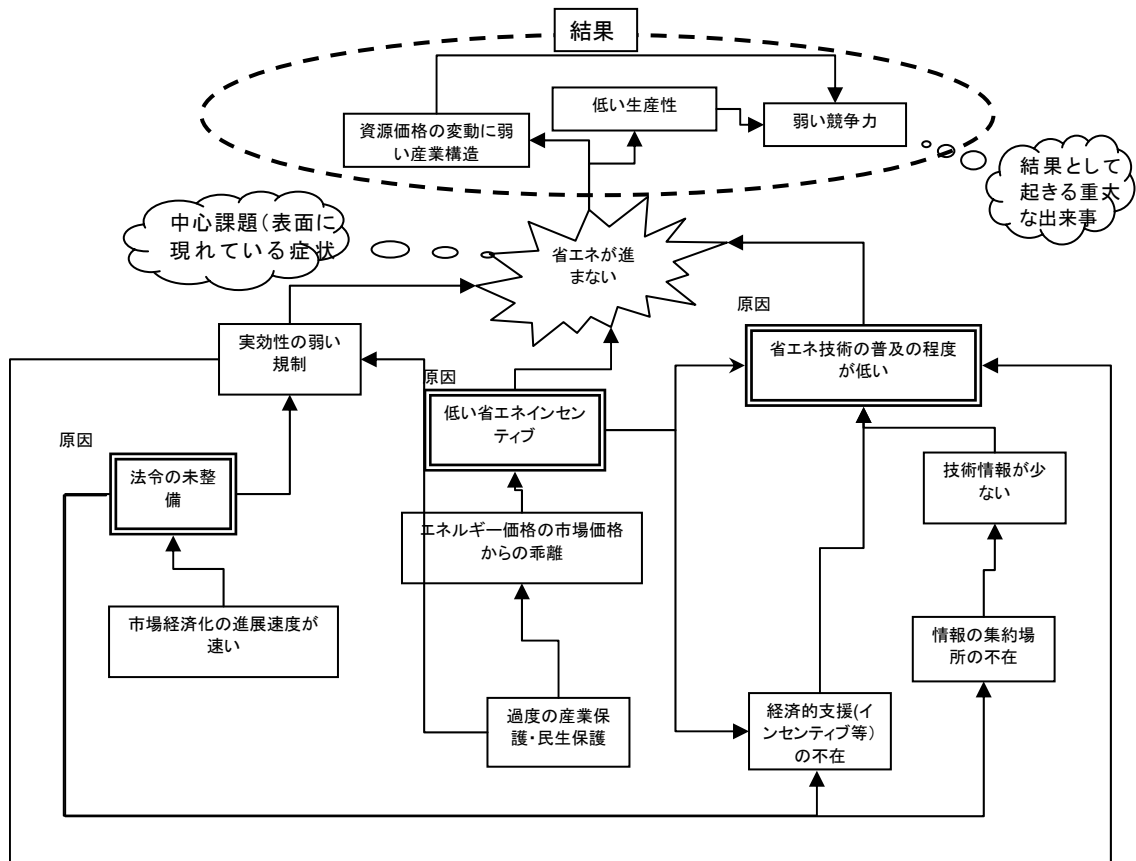 結果
低い生産性
弱い競争力
資源価格の変動に弱
い産業構造
結果として
起きる重大
な出来事
中心課題（表面に
現れている症状
省エネが進
まない
原因
実効性の弱い
規制
省エネ技術の普及の程度
が低い
原因
低い省エネインセン
ティブ
原因
法令の未整
備
技術情報が少
ない
エネルギー価格の市場価格
からの乖離
市場経済化の進展速度が
速い
情報の集約場
所の不在
過度の産業保
護・民生保護
経済的支援(イ
ンセンティブ等）
の不在